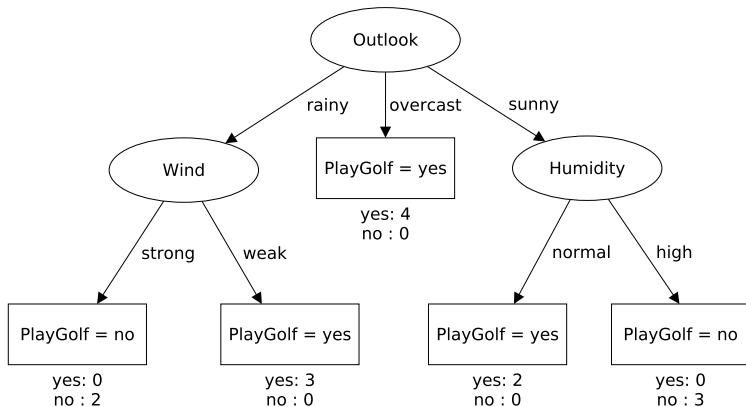 Outlook
rainy
overcast
sunny
Wind
PlayGolf = yes
Humidity
yes: 4
no : 0
strong
weak
normal
high
PlayGolf = no
PlayGolf = yes
PlayGolf = yes
PlayGolf = no
yes: 0
no : 2
yes: 3
no : 0
yes: 2
no : 0
yes: 0
no : 3